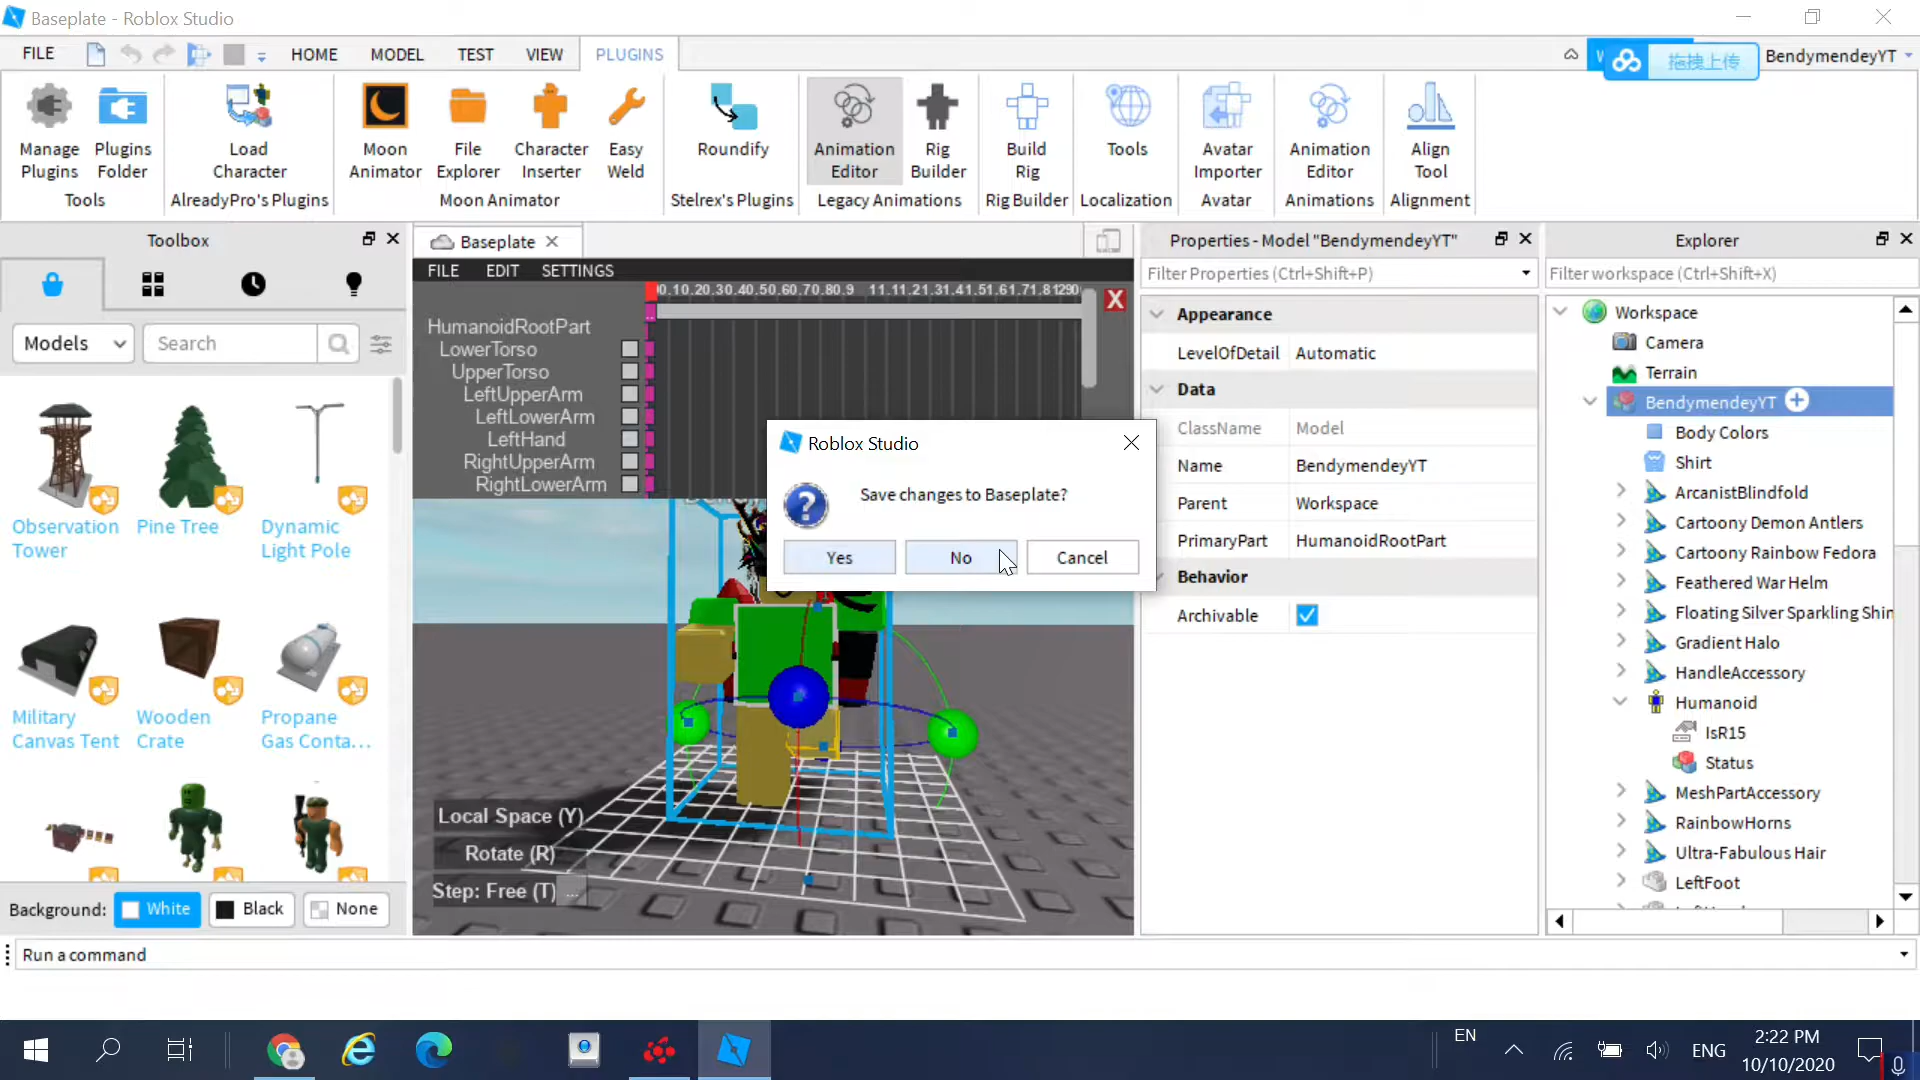 Baseplate - Roblox Studio
FILE
HOME
MODEL
TEST
VIEW
PLUGINS
拖拽上传
BendymendeyYT
Manage Plugins
Plugins Folder
Tools
Load Character
AlreadyPro's Plugins
Moon Animator
File Explorer
Character Inserter
Easy Weld
Moon Animator
Roundify
Stelrex's Plugins
Animation Editor
Rig Builder
Legacy Animations
Build Rig
Rig Builder
Tools
Localization
Avatar Importer
Avatar
Animation Editor
Animations
Align Tool
Alignment
Toolbox
Models
Search
Observation Tower
Pine Tree
Dynamic Light Pole
Military Canvas Tent
Wooden Crate
Propane Gas Conta...
Background:
White
Black
None
Baseplate
FILE
EDIT
SETTINGS
X
HumanoidRootPart
LowerTorso
UpperTorso
LeftUpperArm
LeftLowerArm
LeftHand
RightUpperArm
RightLowerArm
Roblox Studio
Save changes to Baseplate?
Yes
No
Cancel
Local Space (Y)
Rotate (R)
Step: Free (T)
...
Properties - Model "BendymendeyYT"
Filter Properties (Ctrl+Shift+P)
Appearance
LevelOfDetail Automatic
Data
ClassName Model
Name BendymendeyYT
Parent Workspace
PrimaryPart HumanoidRootPart
Behavior
Archivable
Explorer
Filter workspace (Ctrl+Shift+X)
Workspace
Camera
Terrain
BendymendeyYT
Body Colors
Shirt
ArcanistBlindfold
Cartoony Demon Antlers
Cartoony Rainbow Fedora
Feathered War Helm
Floating Silver Sparkling Shin
Gradient Halo
HandleAccessory
Humanoid
IsR15
Status
MeshPartAccessory
RainbowHorns
Ultra-Fabulous Hair
LeftFoot
Run a command
EN
ENG
2:22 PM
10/10/2020